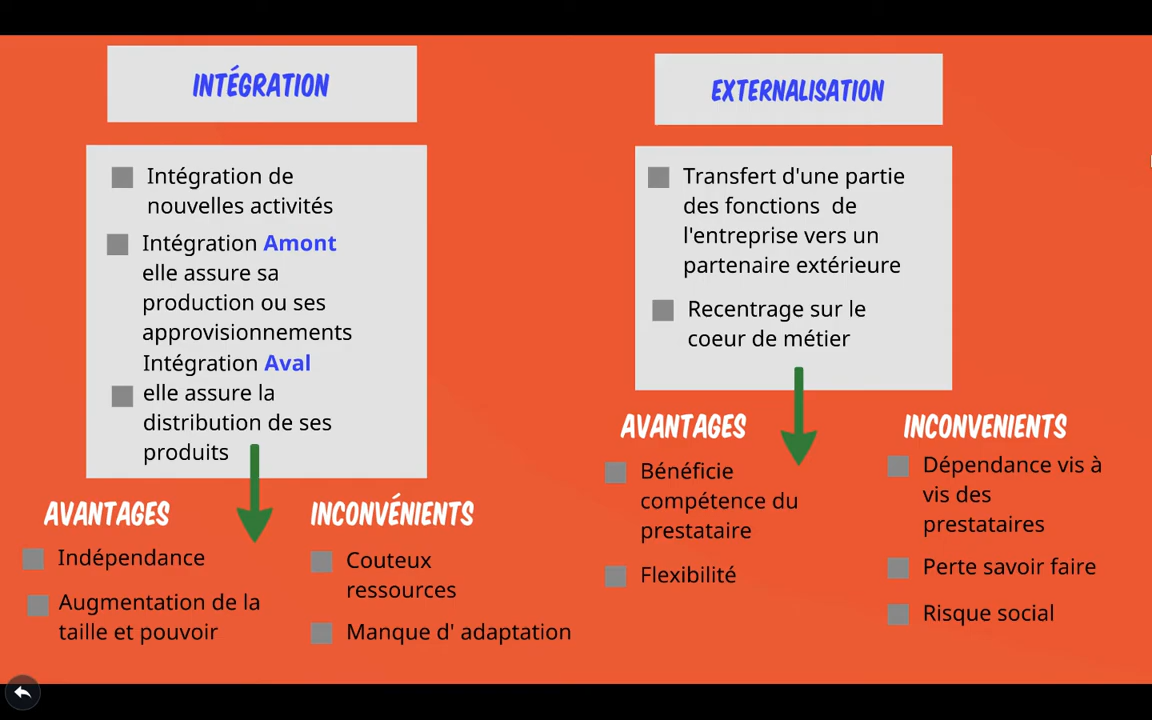 INTÉGRATION
Intégration de
nouvelles activités
Intégration Amont
elle assure sa
production ou ses
approvisionnements
Intégration Aval
elle assure la
distribution de ses
produits
AVANTAGES
Indépendance
Augmentation de la
taille et pouvoir
INCONVÉNIENTS
Couteux
ressources
Manque d' adaptation
EXTERNALISATION
Transfert d'une partie
des fonctions  de
l'entreprise vers un
partenaire extérieure
Recentrage sur le
coeur de métier
AVANTAGES
Bénéficie
compétence du
prestataire
Flexibilité
INCONVENIENTS
Dépendance vis à
vis des
prestataires
Perte savoir faire
Risque social